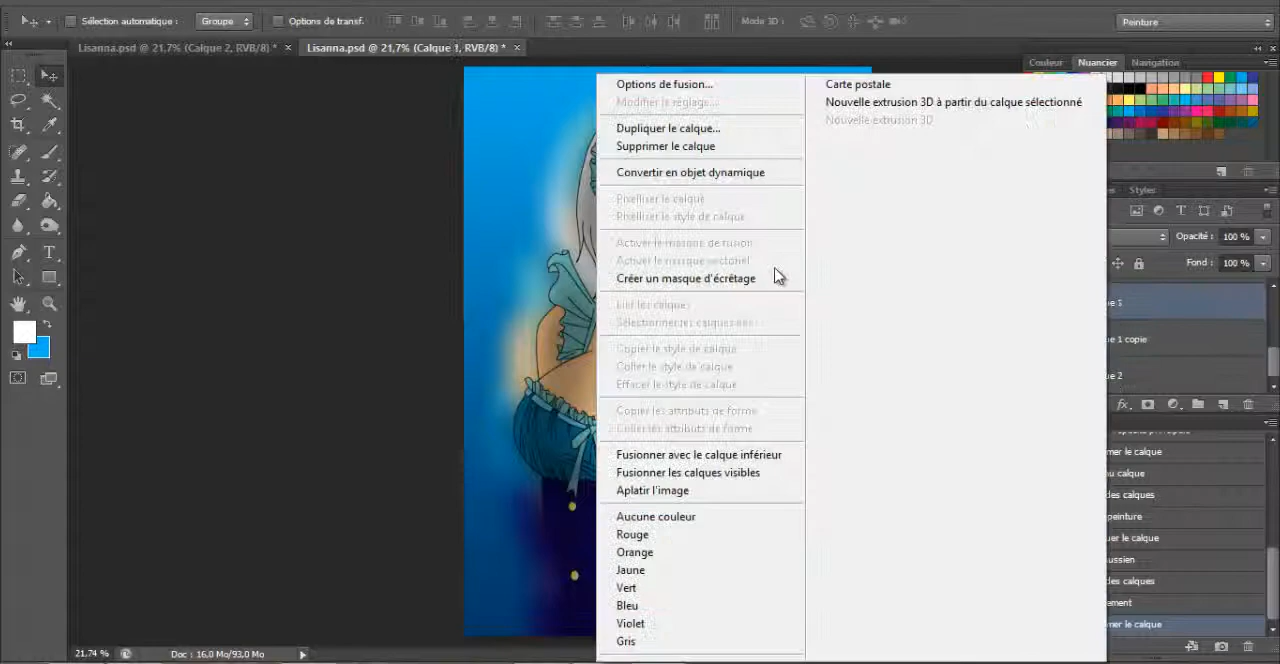 Sélection automatique : Groupe Options de transf. Mode 3D : Peinture
Lisanna.psd @ 21,7% (Calque 2, RVB/8) * × Lisanna.psd @ 21,7% (Calque 1, RVB/8) * ×
Couleur Nuancier Navigation
Options de fusion...
Modifier le réglage...
Dupliquer le calque...
Supprimer le calque
Convertir en objet dynamique
Pixelliser le calque
Pixelliser le style de calque
Activer le masque de fusion
Activer le masque vectoriel
Créer un masque d'écrêtage
Lier les calques
Sélectionner les calques liés
Copier le style de calque
Coller le style de calque
Effacer le style de calque
Copier les attributs de forme
Coller les attributs de forme
Fusionner avec le calque inférieur
Fusionner les calques visibles
Aplatir l'image
Aucune couleur
Rouge
Orange
Jaune
Vert
Bleu
Violet
Gris
Carte postale
Nouvelle extrusion 3D à partir du calque sélectionné
Nouvelle extrusion 3D
Styles
Opacité : 100 %
Fond : 100 %
1 copie
2
fx
le calque
calque
des calques
peinture
le calque
calques
le calque
21,74 % Doc : 16,0 Mo/93,0 Mo